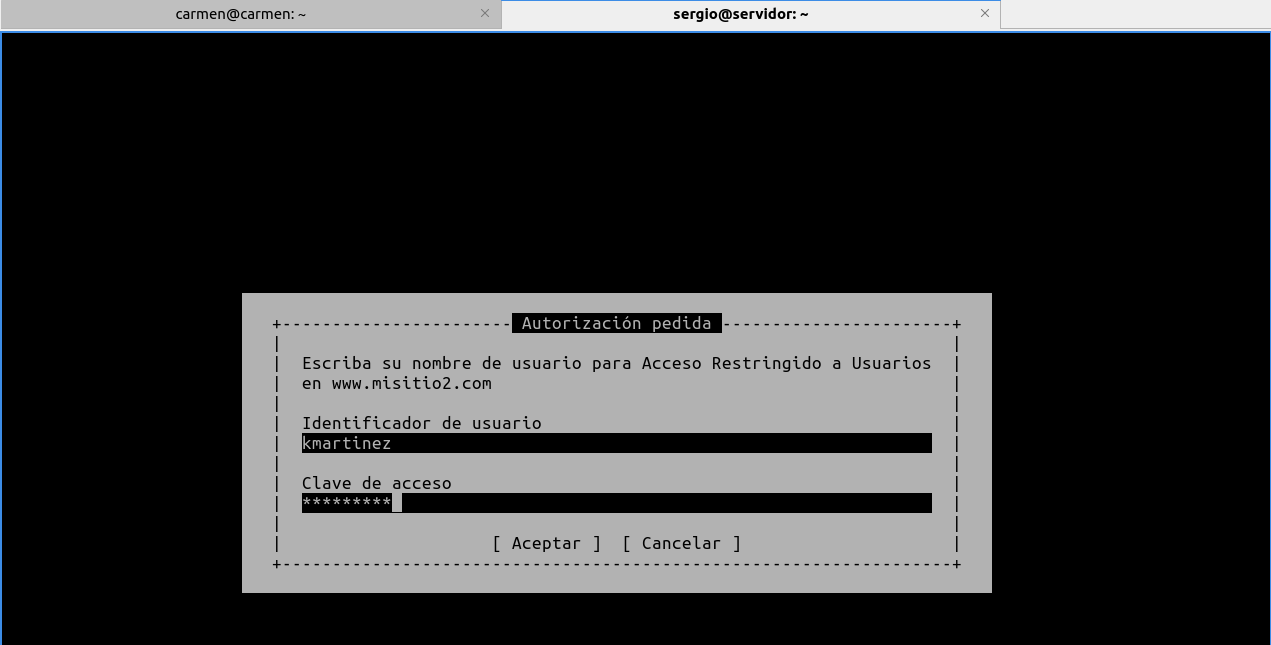 carmen@carmen: ~
sergio@servidor: ~
Autorización pedida
Escriba su nombre de usuario para Acceso Restringido a Usuarios
en www.misitio2.com
Identificador de usuario
kmartinez
Clave de acceso
*********
[ Aceptar ]  [ Cancelar ]